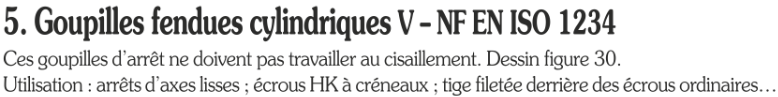 5. Goupilles fendues cylindriques V – NF EN ISO 1234
Ces goupilles d'arrêt ne doivent pas travailler au cisaillement. Dessin figure 30.
Utilisation : arrêts d'axes lisses ; écrous HK à créneaux ; tige filetée derrière des écrous ordinaires…